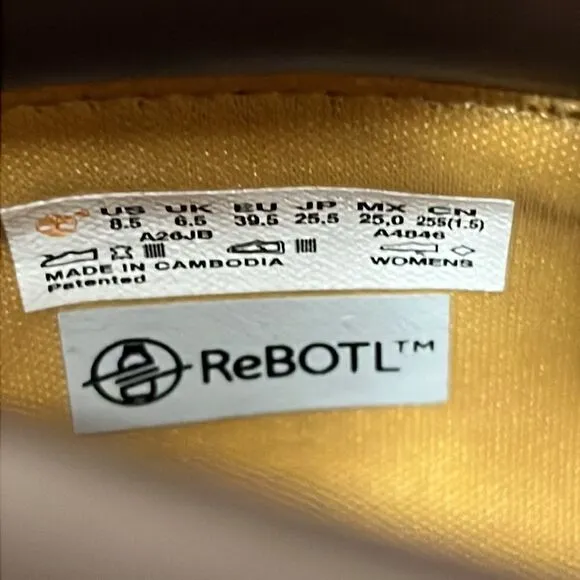 US UK EU JP MX CN
8.5 6.5 39.5 25.5 25.0 255(1.5)
A26JB A4846
MADE IN CAMBODIA WOMENS
Patented
ReBOTL™